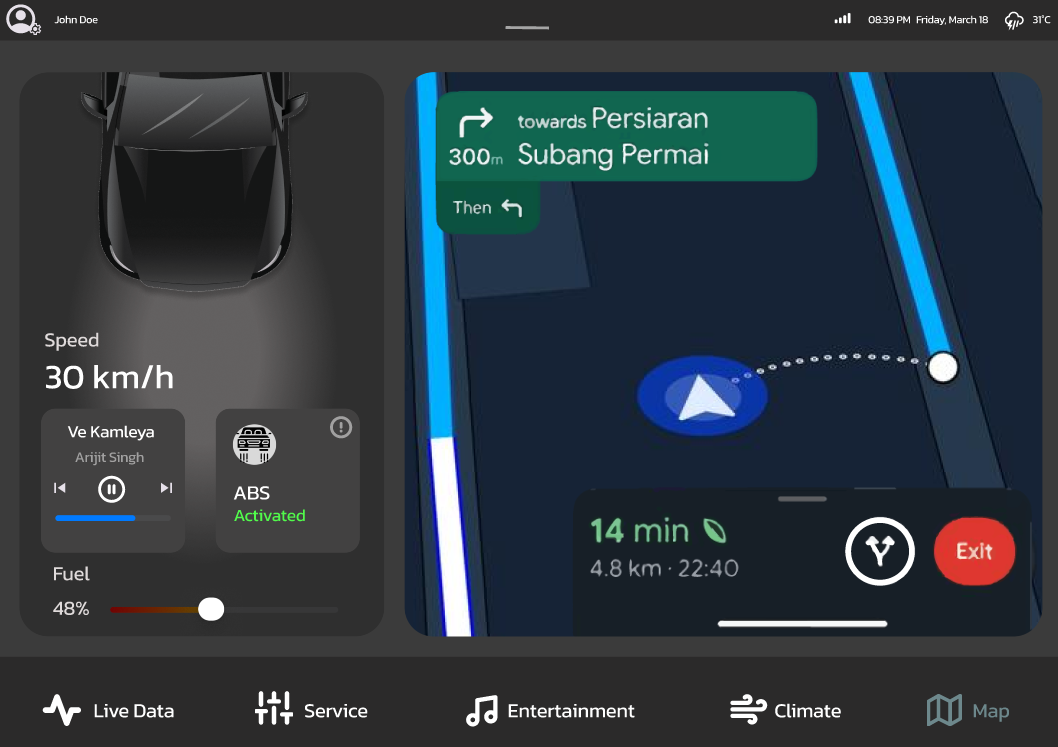 John Doe
08:39 PM Friday, March 18
31°C
Speed
30 km/h
Ve Kamleya
Arijit Singh
ABS
Activated
Fuel
48%
towards Persiaran
300m Subang Permai
Then
14 min
4.8 km · 22:40
Exit
Live Data
Service
Entertainment
Climate
Map